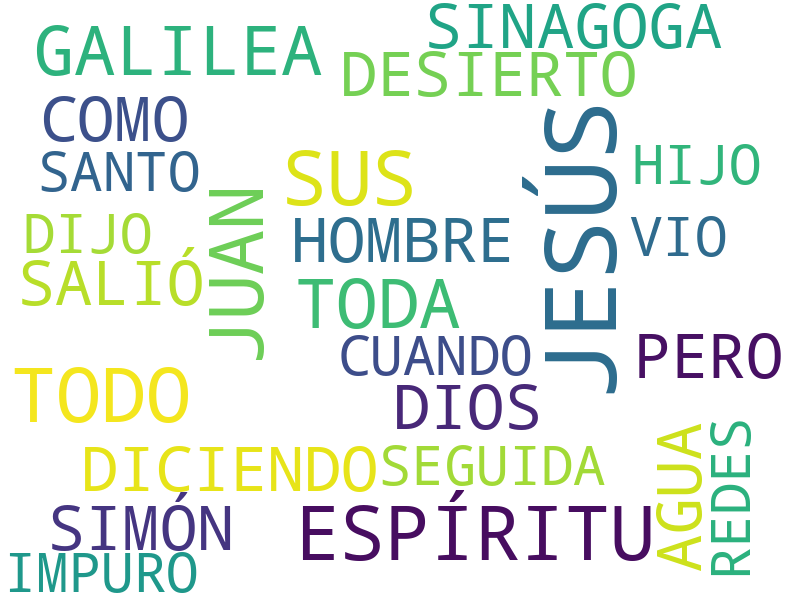 SINAGOGA
GALILEA
DESIERTO
COMO
JESÚS
SANTO
SUS
HIJO
JUAN
DIJO
HOMBRE
VIO
SALIÓ
TODA
CUANDO
PERO
TODO
DIOS
AGUA
REDES
DICIENDO
SEGUIDA
SIMÓN
ESPÍRITU
IMPURO